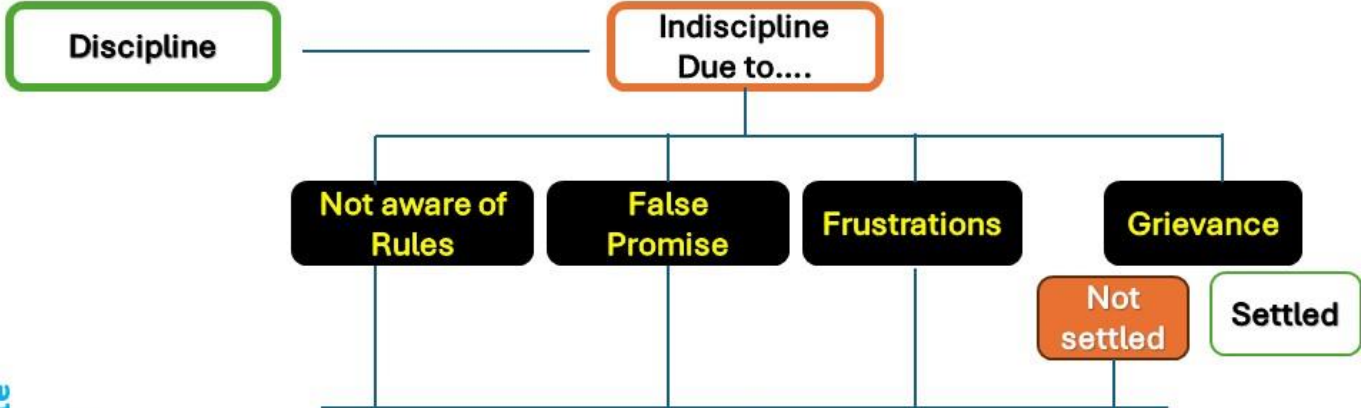 Discipline
Indiscipline
Due to....
Not aware of
Rules
False
Promise
Frustrations
Grievance
Not
settled
Settled